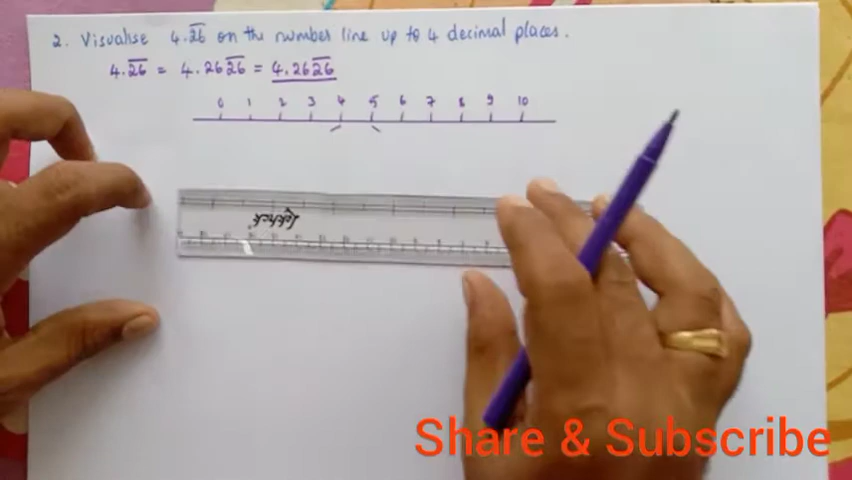 2. Visualise 4.2̅6̅ on the number line up to 4 decimal places.
4.2̅6̅ = 4.262̅6̅ = 4.262̅6̅
0 1 2 3 4 5 6 7 8 9 10
Share & Subscribe